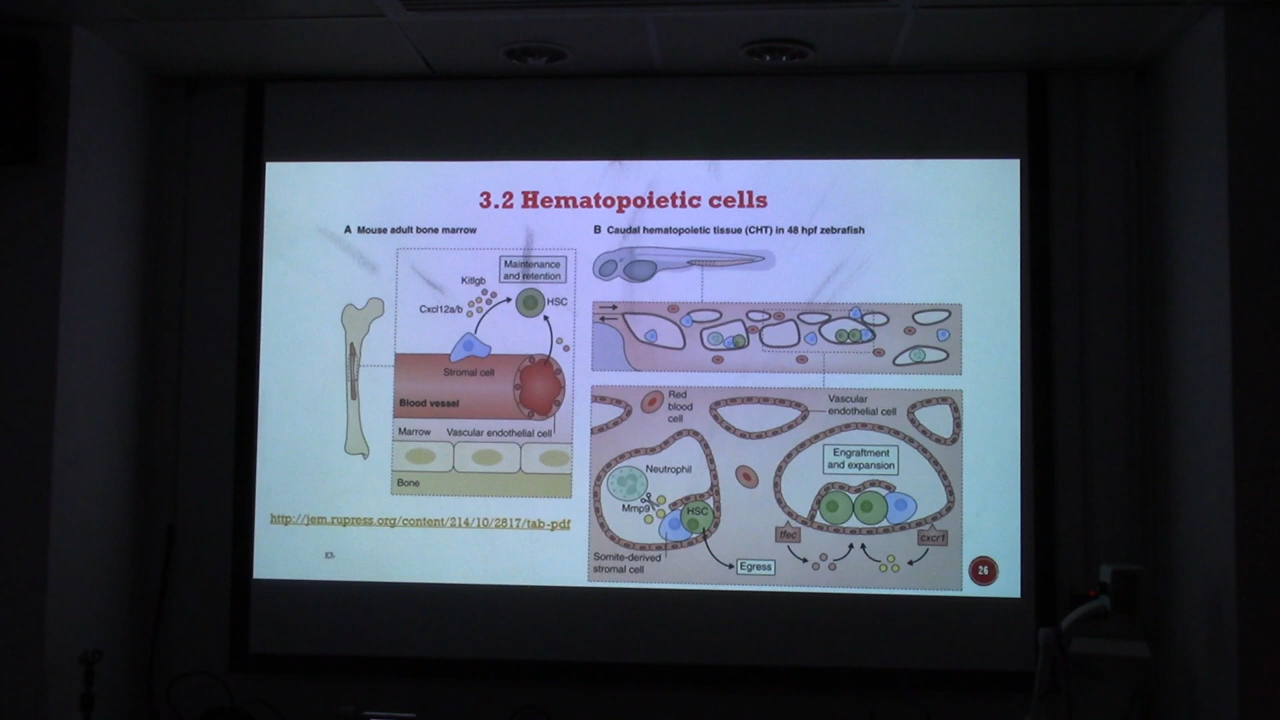 3.2 Hematopoietic cells
A Mouse adult bone marrow
Maintenance
and retention
Kitlgb
Cxcl12a/b
HSC
Stromal cell
Blood vessel
Marrow
Vascular endothelial cell
Bone
http://jem.rupress.org/content/214/10/2817/tab-pdf
B Caudal hematopoietic tissue (CHT) in 48 hpf zebrafish
Red
blood
cell
Vascular
endothelial cell
Engraftment
and expansion
Neutrophil
Mmp9
HSC
tfec
cxcr1
Somite-derived
stromal cell
Egress
26